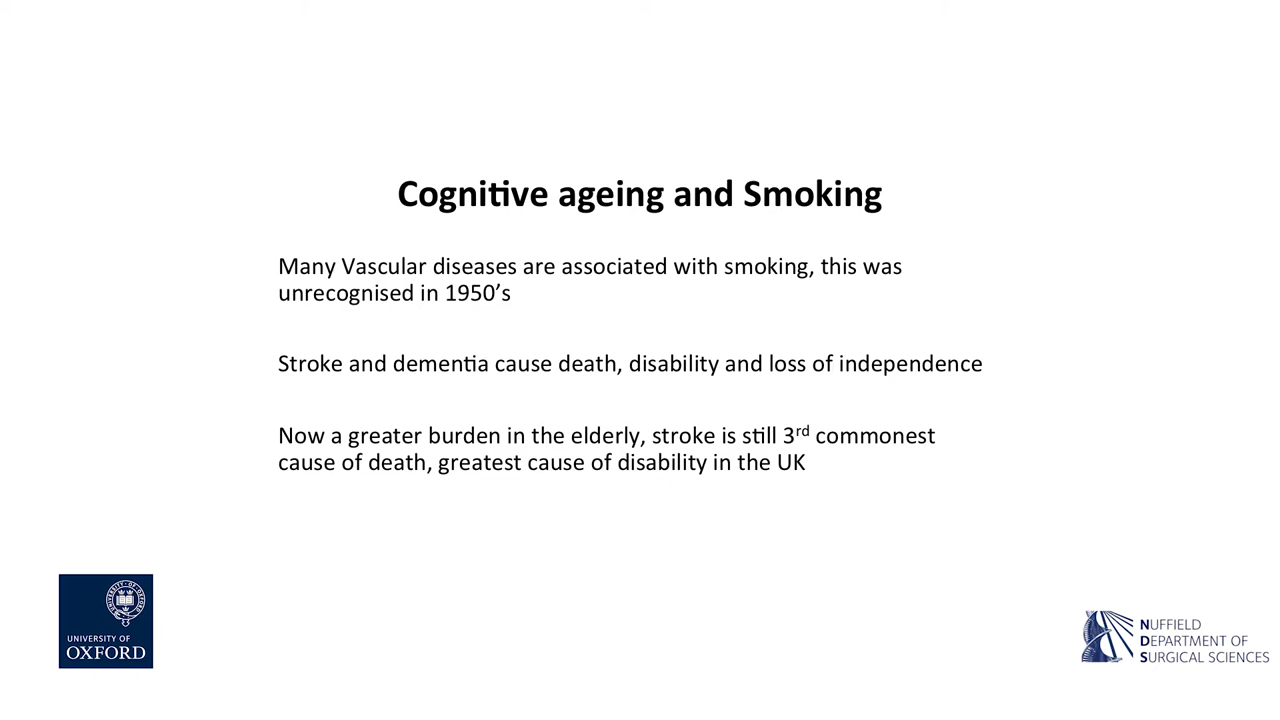 Cognitive ageing and Smoking
Many Vascular diseases are associated with smoking, this was
unrecognised in 1950's
Stroke and dementia cause death, disability and loss of independence
Now a greater burden in the elderly, stroke is still 3rd commonest
cause of death, greatest cause of disability in the UK
UNIVERSITY OF
OXFORD
NUFFIELD
DEPARTMENT OF
SURGICAL SCIENCES